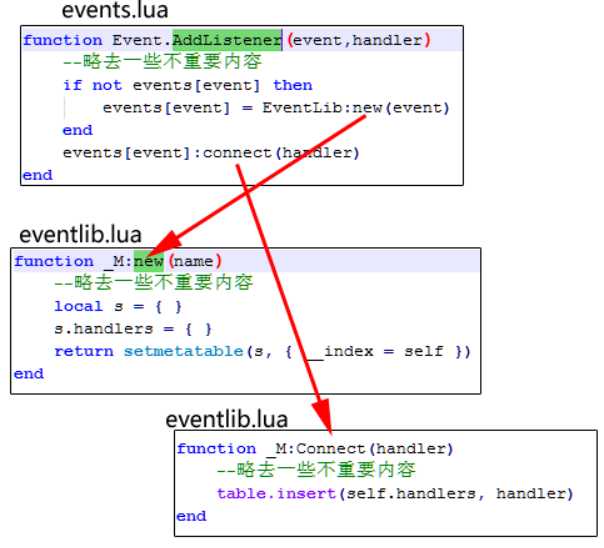 events.lua
function Event.AddListener(event,handler)
--略去一些不重要内容
if not events[event] then
events[event] = EventLib:new(event)
end
events[event]:connect(handler)
end
eventlib.lua
function _M:new(name)
--略去一些不重要内容
local s = { }
s.handlers = { }
return setmetatable(s, { __index = self })
end
eventlib.lua
function _M:Connect(handler)
--略去一些不重要内容
table.insert(self.handlers, handler)
end